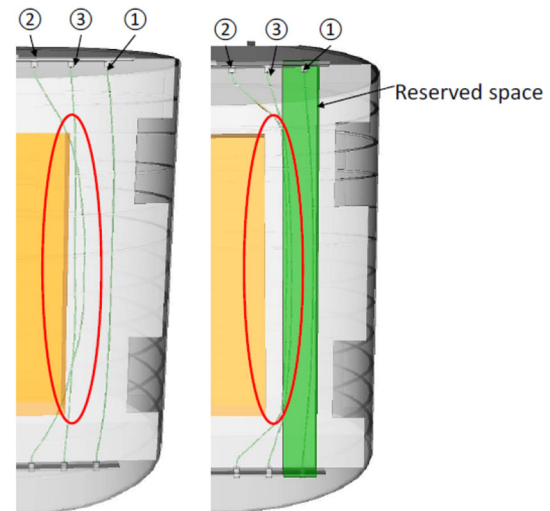 ② ③ ①
② ③ ①
Reserved space